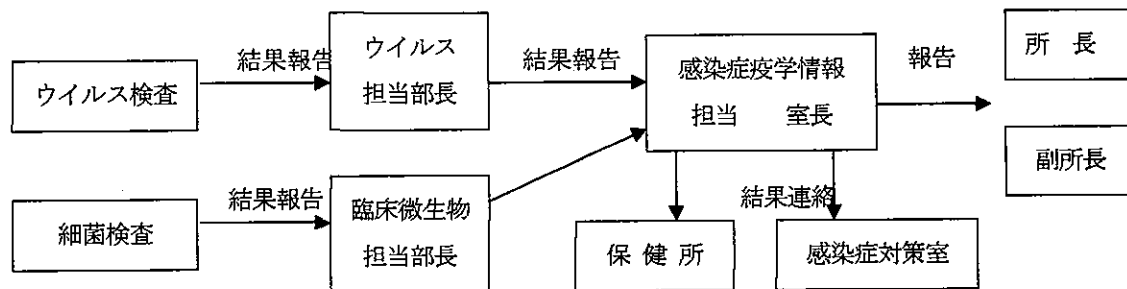 ウイルス検査
結果報告
ウイルス
担当部長
結果報告
感染症疫学情報
担当　　室長
報告
所　長
副所長
細菌検査
結果報告
臨床微生物
担当部長
結果連絡
保 健 所
感染症対策室